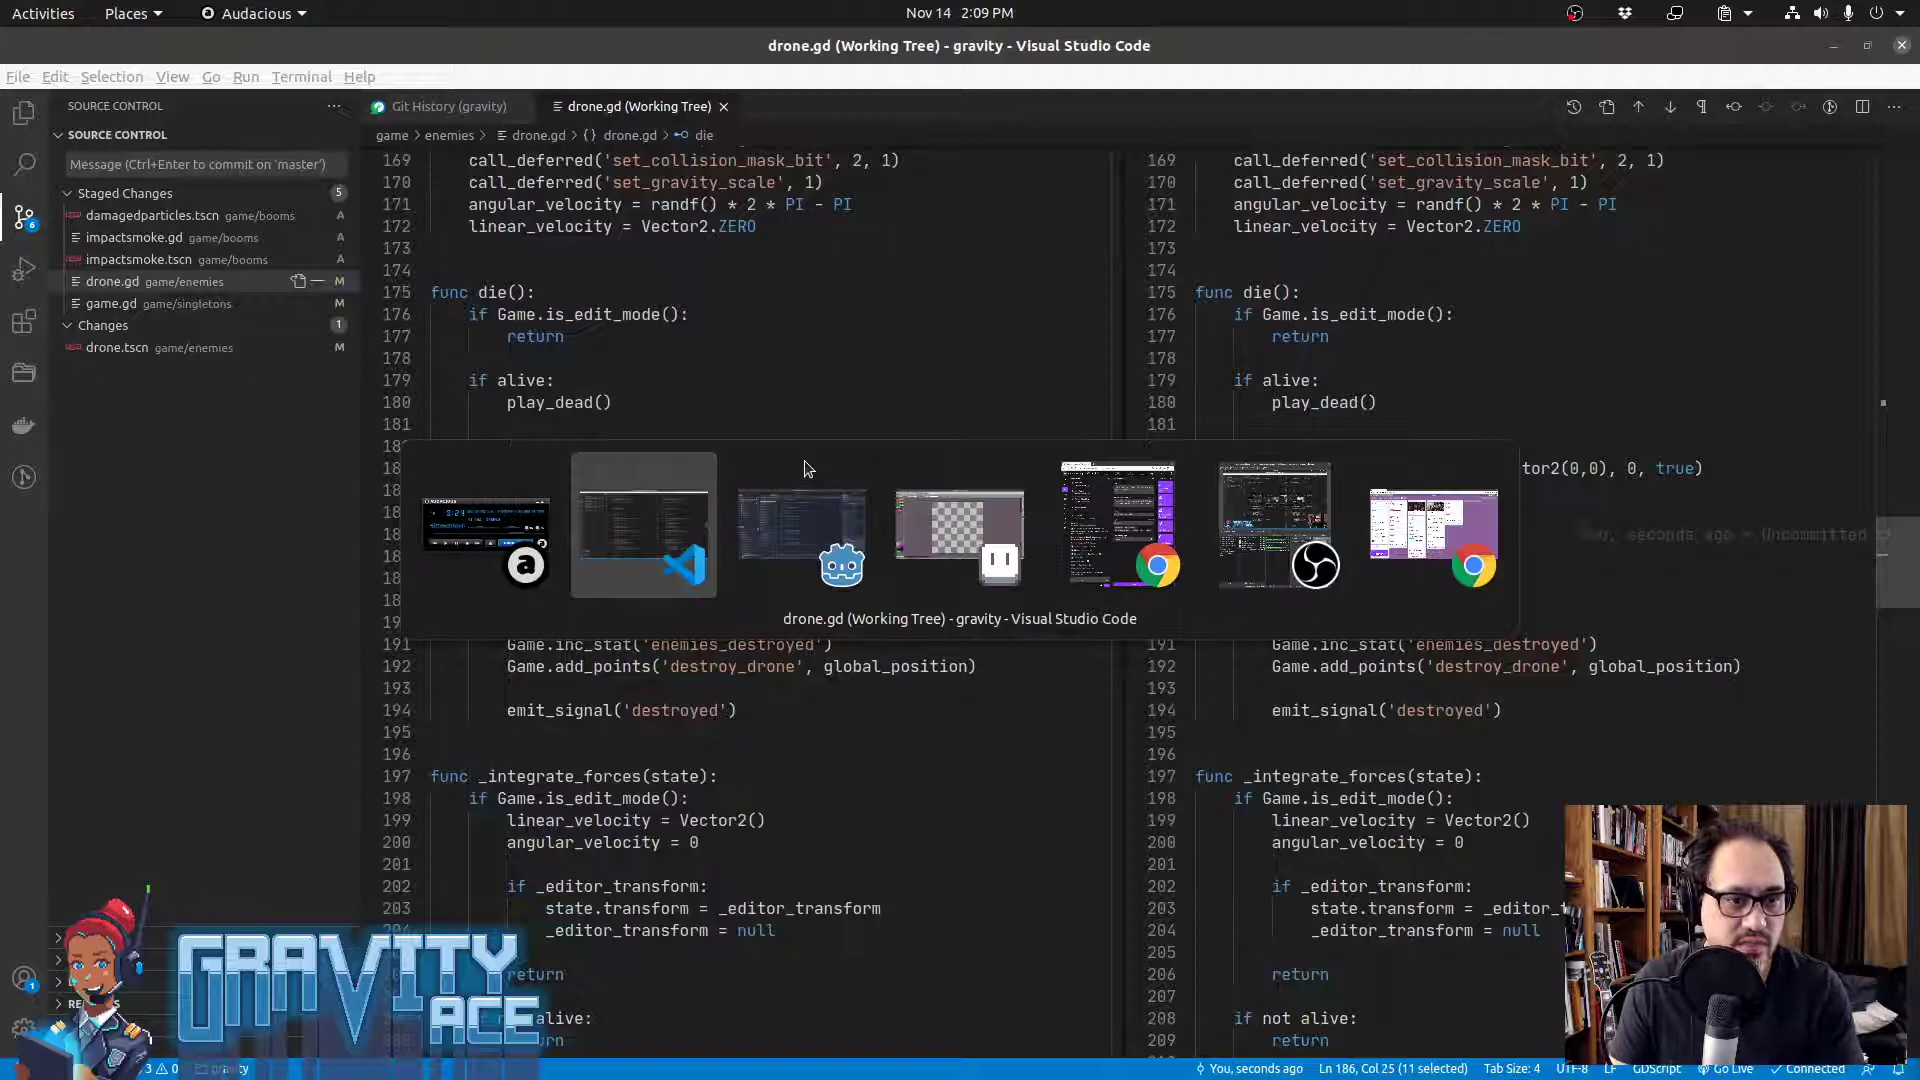 Activities Places Audacious Nov 14 2:09 PM
drone.gd (Working Tree) - gravity - Visual Studio Code
File Edit Selection View Go Run Terminal Help
SOURCE CONTROL
Git History (gravity)
drone.gd (Working Tree)
game > enemies > drone.gd > {} drone.gd > die
SOURCE CONTROL
Message (Ctrl+Enter to commit on 'master')
Staged Changes 5
damagedparticles.tscn game/booms A
impactsmoke.gd game/booms A
impactsmoke.tscn game/booms A
drone.gd game/enemies M
game.gd game/singletons M
Changes 1
drone.tscn game/enemies M
6
1
169 call_deferred('set_collision_mask_bit', 2, 1)
170 call_deferred('set_gravity_scale', 1)
171 angular_velocity = randf() * 2 * PI - PI
172 linear_velocity = Vector2.ZERO
173
174
175 func die():
176 if Game.is_edit_mode():
177 return
178
179 if alive:
180 play_dead()
181
191 Game.inc_stat('enemies_destroyed')
192 Game.add_points('destroy_drone', global_position)
193
194 emit_signal('destroyed')
195
196
197 func _integrate_forces(state):
198 if Game.is_edit_mode():
199 linear_velocity = Vector2()
200 angular_velocity = 0
201
202 if _editor_transform:
203 state.transform = _editor_transform
_editor_transform = null
return
alive:
169 call_deferred('set_collision_mask_bit', 2, 1)
170 call_deferred('set_gravity_scale', 1)
171 angular_velocity = randf() * 2 * PI - PI
172 linear_velocity = Vector2.ZERO
173
174
175 func die():
176 if Game.is_edit_mode():
177 return
178
179 if alive:
180 play_dead()
181
tor2(0,0), 0, true)
seconds ago • Uncommitted
191 Game.inc_stat('enemies_destroyed')
192 Game.add_points('destroy_drone', global_position)
193
194 emit_signal('destroyed')
195
196
197 func _integrate_forces(state):
198 if Game.is_edit_mode():
199 linear_velocity = Vector2()
200 angular_velocity = 0
201
202 if _editor_transform:
203 state.transform = _editor_t
204 _editor_transform = null
205
206 return
207
208 if not alive:
209 return
drone.gd (Working Tree) - gravity - Visual Studio Code
GRAVITY
ACE
3 0 gravity
You, seconds ago Ln 186, Col 25 (11 selected) Tab Size: 4 UTF-8 LF GDScript Go Live Connected